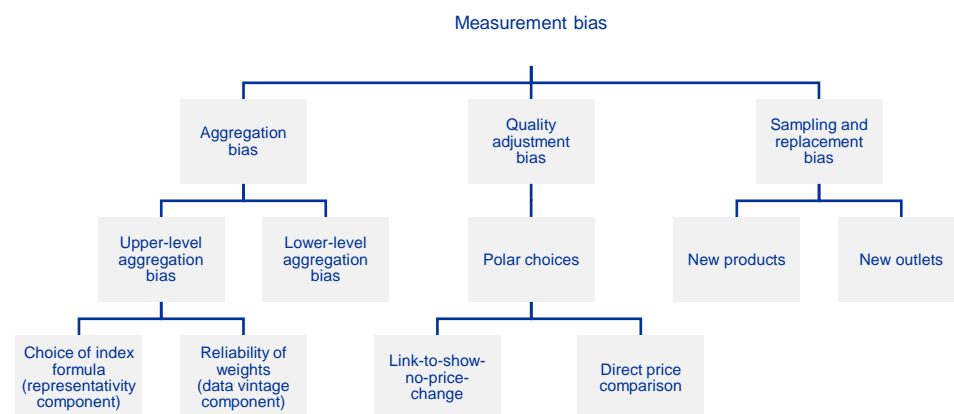 Measurement bias
Aggregation
bias
Quality
adjustment
bias
Sampling and
replacement
bias
Upper-level
aggregation
bias
Lower-level
aggregation
bias
Polar choices
New products
New outlets
Choice of index
formula
(representativity
component)
Reliability of
weights
(data vintage
component)
Link-to-show-
no-price-
change
Direct price
comparison